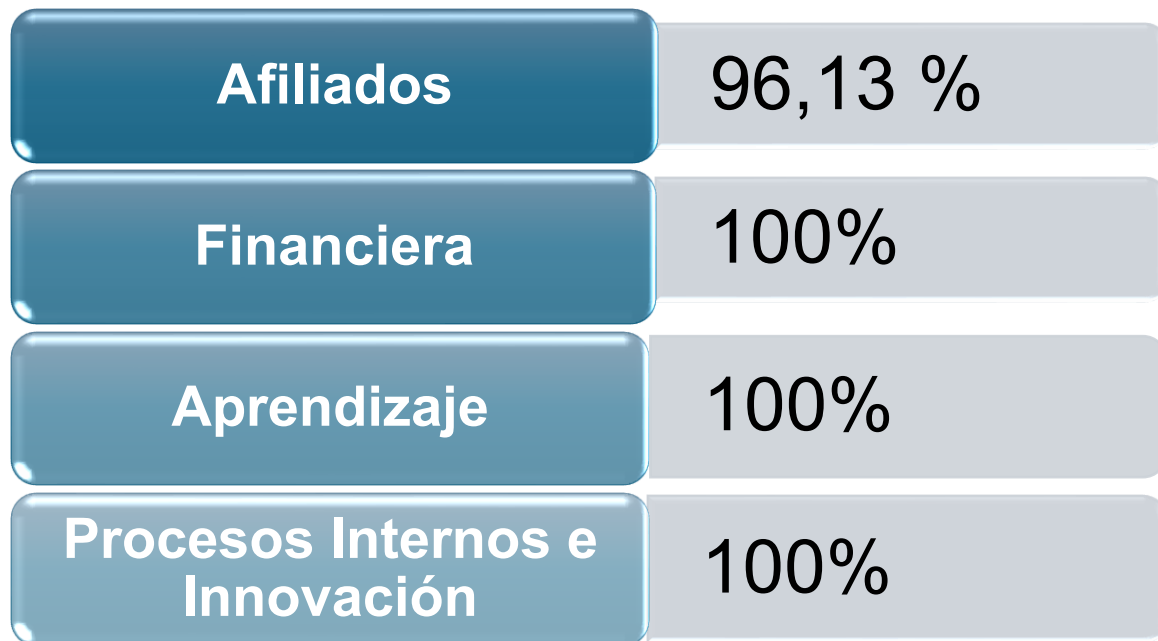 Afiliados
96,13 %
Financiera
100%
Aprendizaje
100%
Procesos Internos e
Innovación
100%